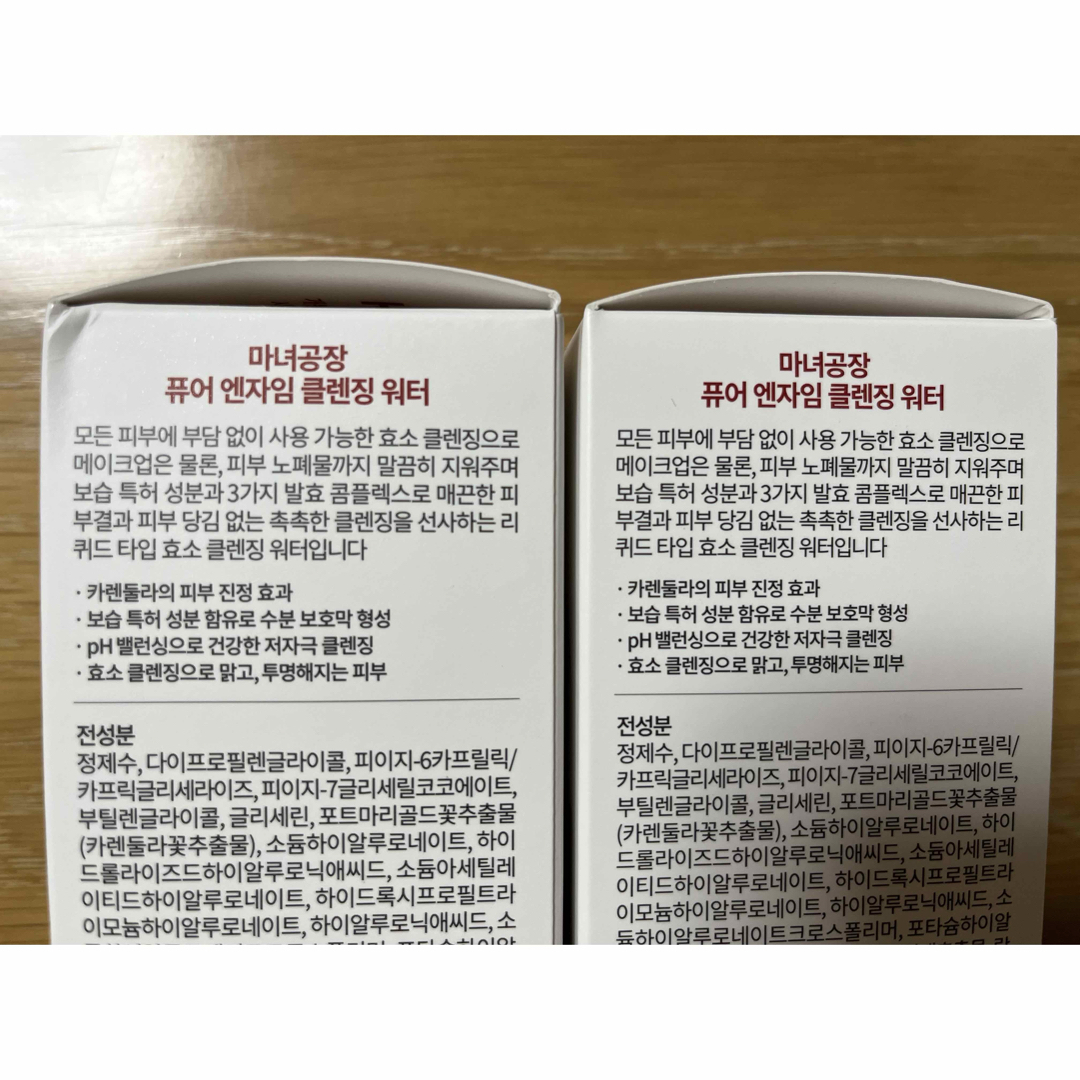 마녀공장
퓨어 엔자임 클렌징 워터
모든 피부에 부담 없이 사용 가능한 효소 클렌징으로
메이크업은 물론, 피부 노폐물까지 말끔히 지워주며
보습 특허 성분과 3가지 발효 콤플렉스로 매끈한 피
부결과 피부 당김 없는 촉촉한 클렌징을 선사하는 리
퀴드 타입 효소 클렌징 워터입니다
· 카렌둘라의 피부 진정 효과
· 보습 특허 성분 함유로 수분 보호막 형성
· pH 밸런싱으로 건강한 저자극 클렌징
· 효소 클렌징으로 맑고, 투명해지는 피부
전성분
정제수, 다이프로필렌글라이콜, 피이지-6카프릴릭/
카프릭글리세라이즈, 피이지-7글리세릴코코에이트,
부틸렌글라이콜, 글리세린, 포트마리골드꽃추출물
(카렌둘라꽃추출물), 소듐하이알루로네이트, 하이
드롤라이즈드하이알루로닉애씨드, 소듐아세틸레
이티드하이알루로네이트, 하이드록시프로필트라
이모늄하이알루로네이트, 하이알루로닉애씨드, 소
마녀공장
퓨어 엔자임 클렌징 워터
모든 피부에 부담 없이 사용 가능한 효소 클렌징으로
메이크업은 물론, 피부 노폐물까지 말끔히 지워주며
보습 특허 성분과 3가지 발효 콤플렉스로 매끈한 피
부결과 피부 당김 없는 촉촉한 클렌징을 선사하는 리
퀴드 타입 효소 클렌징 워터입니다
· 카렌둘라의 피부 진정 효과
· 보습 특허 성분 함유로 수분 보호막 형성
· pH 밸런싱으로 건강한 저자극 클렌징
· 효소 클렌징으로 맑고, 투명해지는 피부
전성분
정제수, 다이프로필렌글라이콜, 피이지-6카프릴릭/
카프릭글리세라이즈, 피이지-7글리세릴코코에이트,
부틸렌글라이콜, 글리세린, 포트마리골드꽃추출물
(카렌둘라꽃추출물), 소듐하이알루로네이트, 하이
드롤라이즈드하이알루로닉애씨드, 소듐아세틸레
이티드하이알루로네이트, 하이드록시프로필트라
이모늄하이알루로네이트, 하이알루로닉애씨드, 소
듐하이알루로네이트크로스폴리머, 포타슘하이알